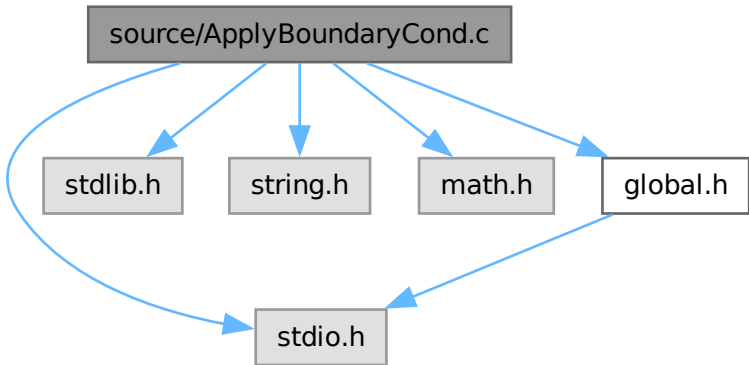 source/ApplyBoundaryCond.c
stdlib.h
string.h
math.h
global.h
stdio.h